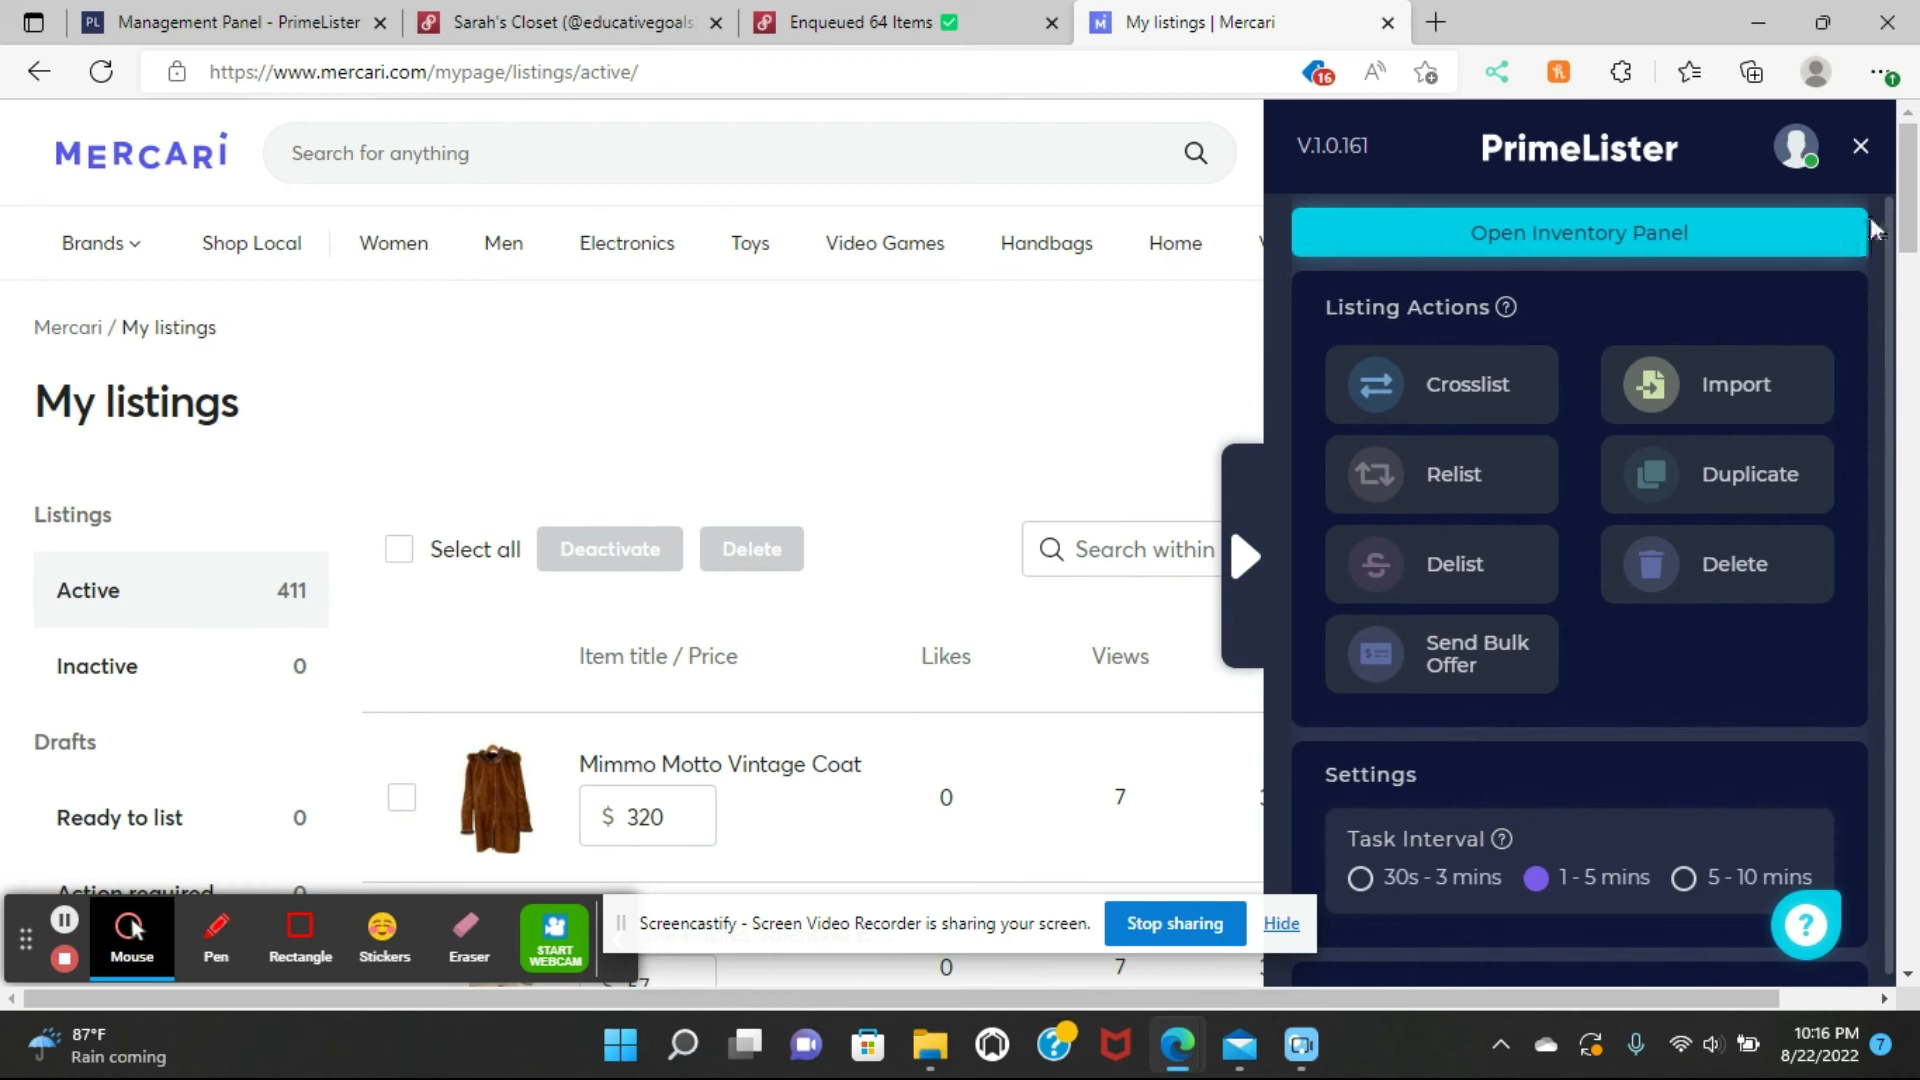 Management Panel - PrimeLister
Sarah's Closet (@educativegoals
Enqueued 64 Items
My listings | Mercari
https://www.mercari.com/mypage/listings/active/
16
MERCARI
Search for anything
V.1.0.161
PrimeLister
Open Inventory Panel
Brands
Shop Local
Women
Men
Electronics
Toys
Video Games
Handbags
Home
Mercari / My listings
My listings
Listing Actions
Crosslist
Import
Relist
Duplicate
Delist
Delete
Send Bulk
Offer
Listings
Active 411
Inactive 0
Drafts
Ready to list 0
Action required 0
Select all
Deactivate
Delete
Search within
Item title / Price
Likes
Views
Mimmo Motto Vintage Coat
$ 320
0
7
0
7
Settings
Task Interval
30s - 3 mins
1 - 5 mins
5 - 10 mins
Mouse
Pen
Rectangle
Stickers
Eraser
START
WEBCAM
Screencastify - Screen Video Recorder is sharing your screen.
Stop sharing
Hide
87°F
Rain coming
10:16 PM
8/22/2022
7